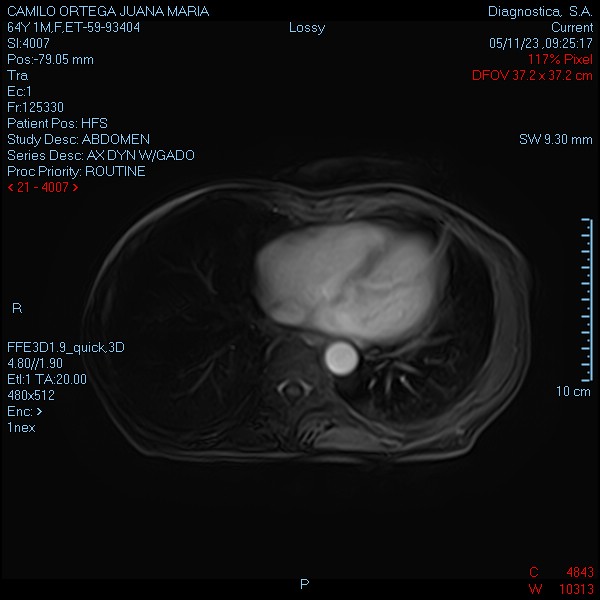 CAMILO ORTEGA JUANA MARIA
64Y 1M,F,ET-59-93404
SI:4007
Pos:-79.05 mm
Tra
Ec:1
Fr:125330
Patient Pos: HFS
Study Desc: ABDOMEN
Series Desc: AX DYN W/GADO
Proc Priority: ROUTINE
< 21 - 4007 >
Lossy
Diagnostica, S.A.
Current
05/11/23 ,09:25:17
117% Pixel
DFOV 37.2 x 37.2 cm
SW 9.30 mm
R
FFE3D1.9_quick,3D
4.80//1.90
Etl:1 TA:20.00
480x512
Enc: >
1nex
10 cm
P
C 4843
W 10313